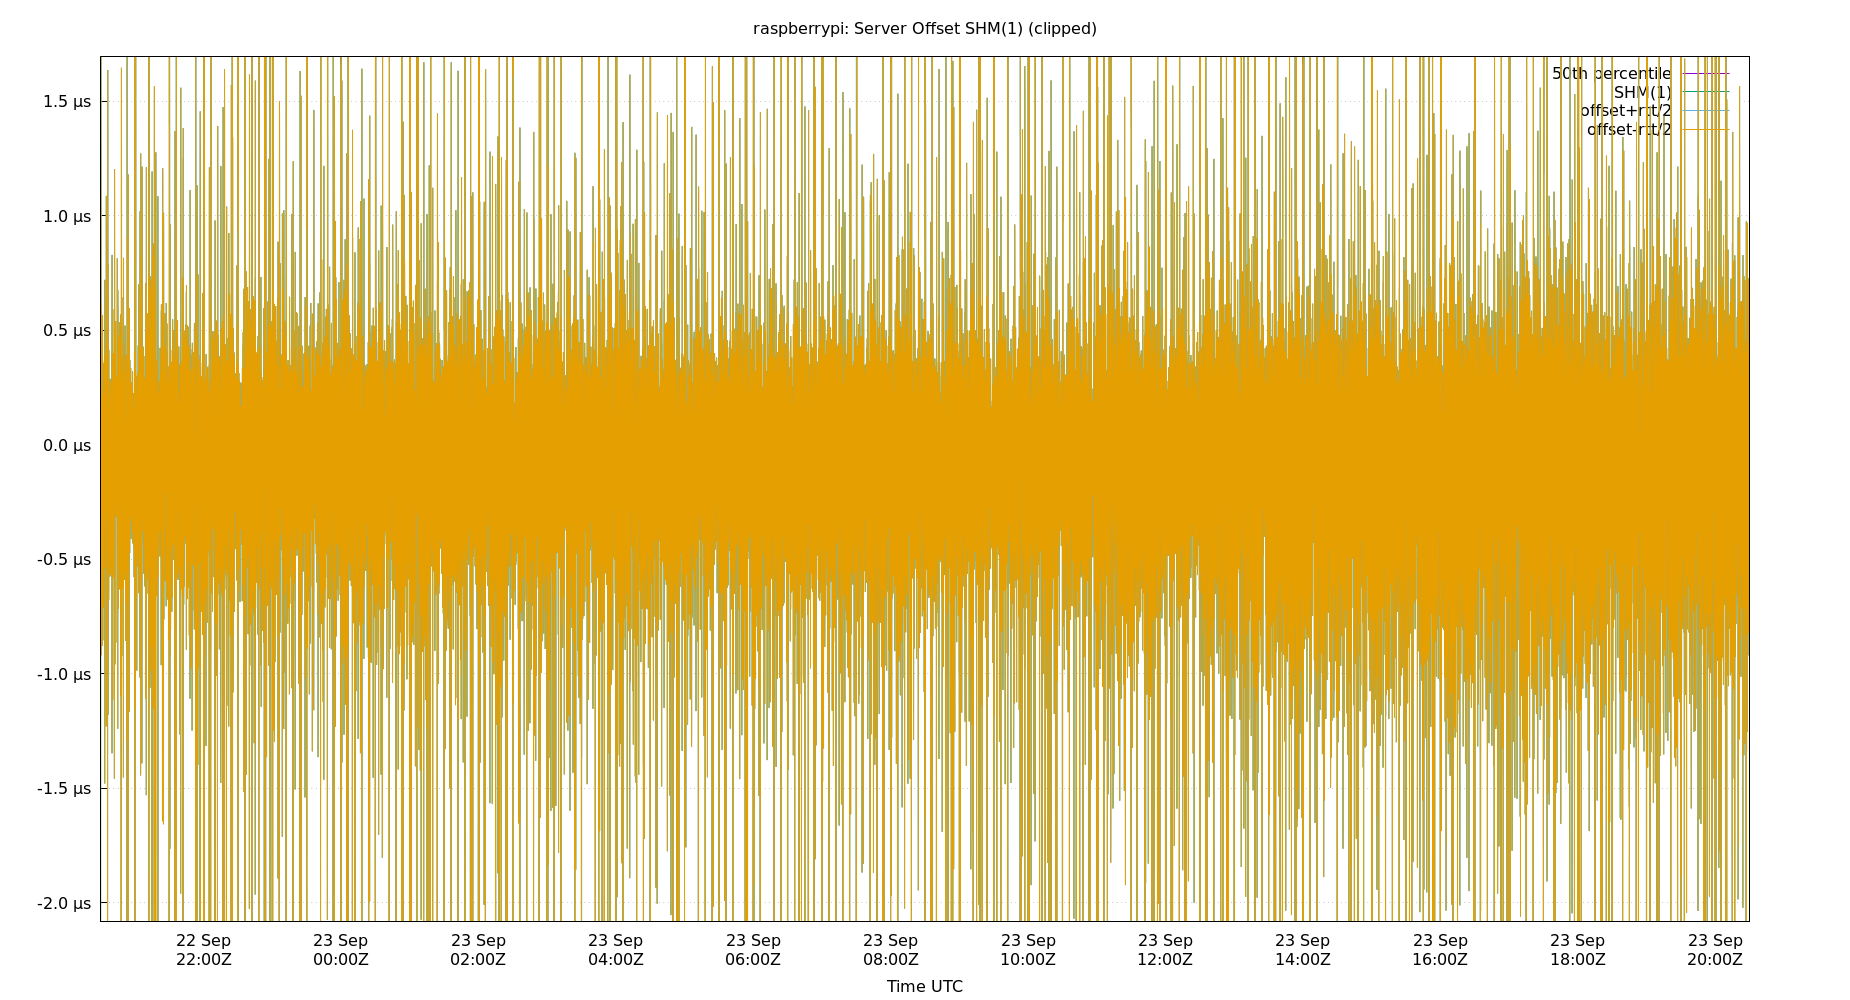 raspberrypi: Server Offset SHM(1) (clipped)
50th percentile
SHM(1)
offset+rtt/2
offset-rtt/2
1.5 µs
1.0 µs
0.5 µs
0.0 µs
-0.5 µs
-1.0 µs
-1.5 µs
-2.0 µs
22 Sep 23 Sep 23 Sep 23 Sep 23 Sep 23 Sep 23 Sep 23 Sep 23 Sep 23 Sep 23 Sep 23 Sep
22:00Z 00:00Z 02:00Z 04:00Z 06:00Z 08:00Z 10:00Z 12:00Z 14:00Z 16:00Z 18:00Z 20:00Z
Time UTC